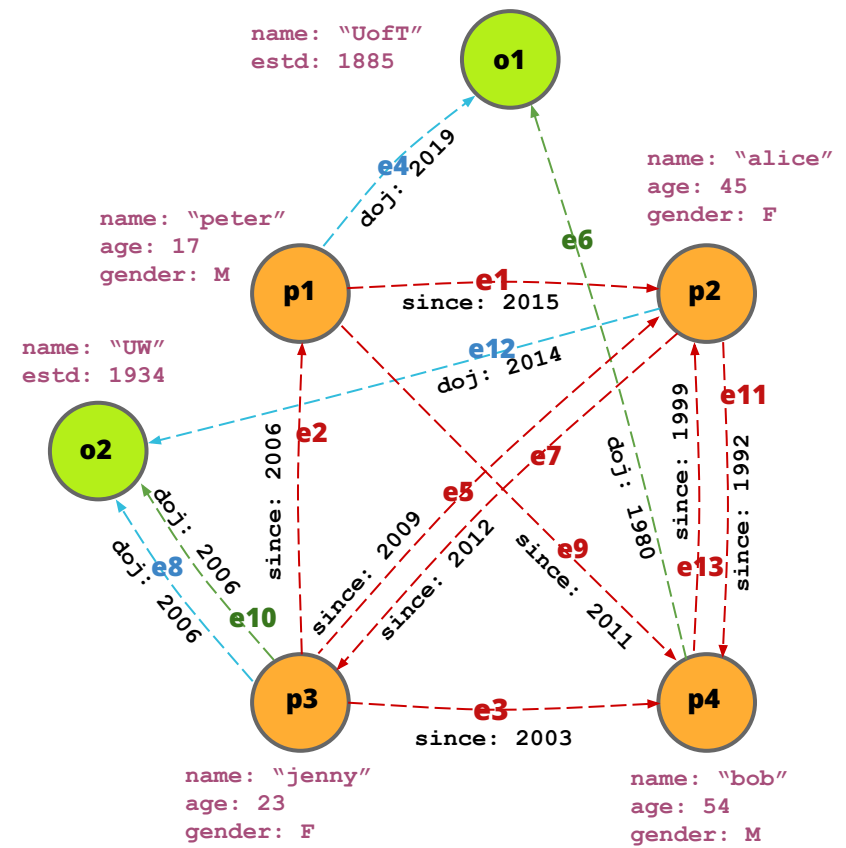 name: “UofT”
estd: 1885
o1
e4
doj: 2019
name: “alice”
age: 45
gender: F
name: “peter”
age: 17
gender: M
e6
p1
e1
since: 2015
p2
name: “UW”
estd: 1934
e12
doj: 2014
e11
o2
e2
since: 2006
e7
e5
since: 2009
since: 2012
doj: 1980
since: 1999
since: 1992
doj: 2006
e8
doj: 2006
e10
e9
since: 2011
e13
p3
e3
since: 2003
p4
name: “jenny”
age: 23
gender: F
name: “bob”
age: 54
gender: M